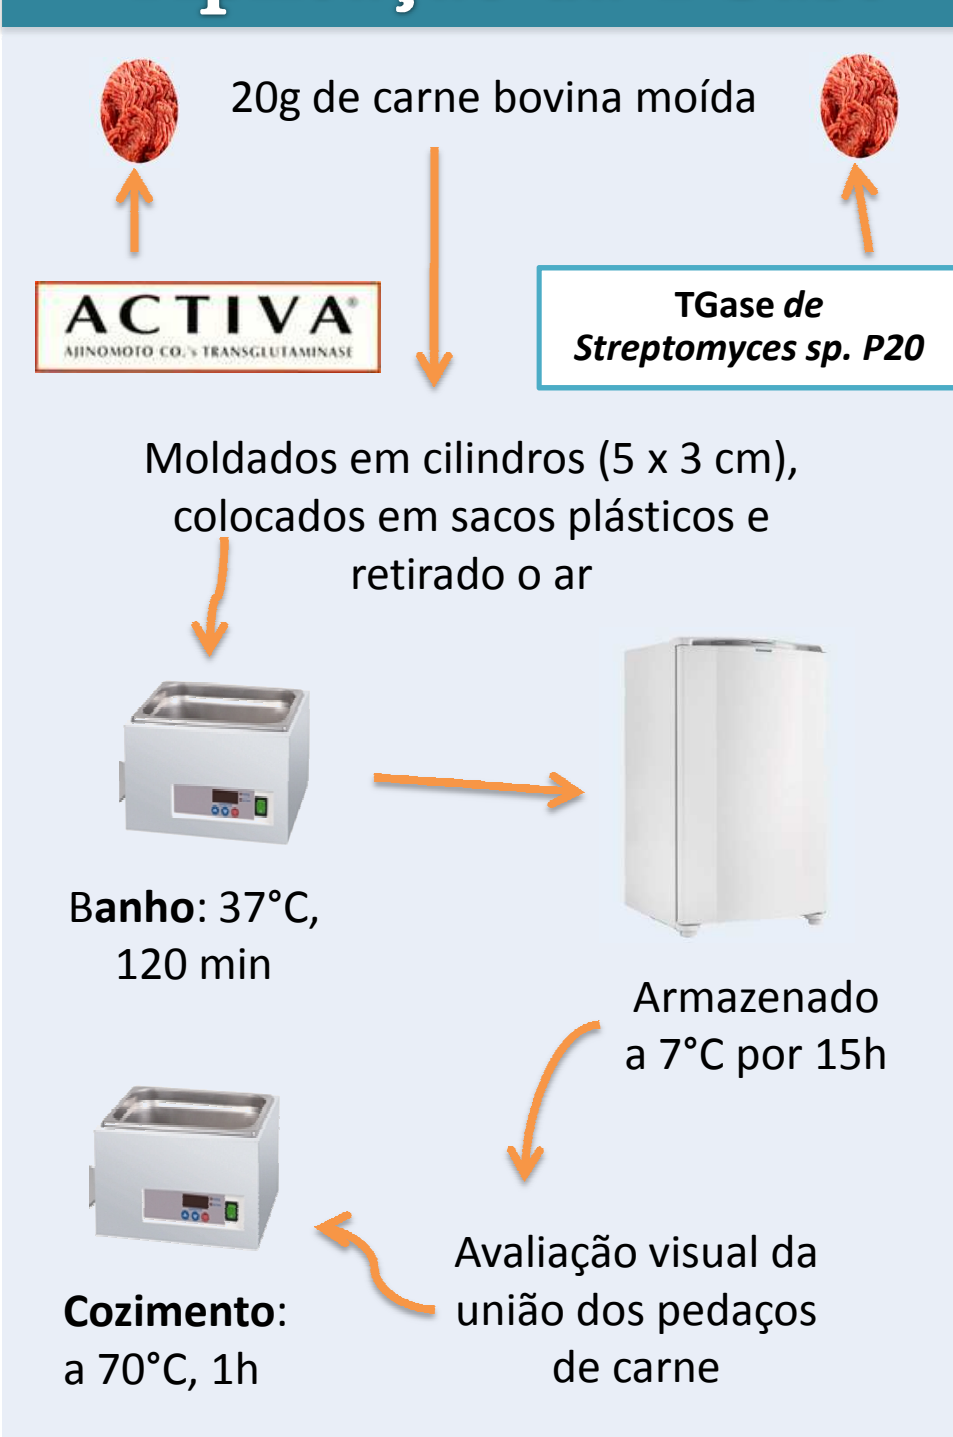 20g de carne bovina moída
ACTIVA®
AJINOMOTO CO.'s TRANSGLUTAMINASE
TGase de
Streptomyces sp. P20
Moldados em cilindros (5 x 3 cm),
colocados em sacos plásticos e
retirado o ar
Banho: 37°C,
120 min
Armazenado
a 7°C por 15h
Avaliação visual da
união dos pedaços
de carne
Cozimento:
a 70°C, 1h